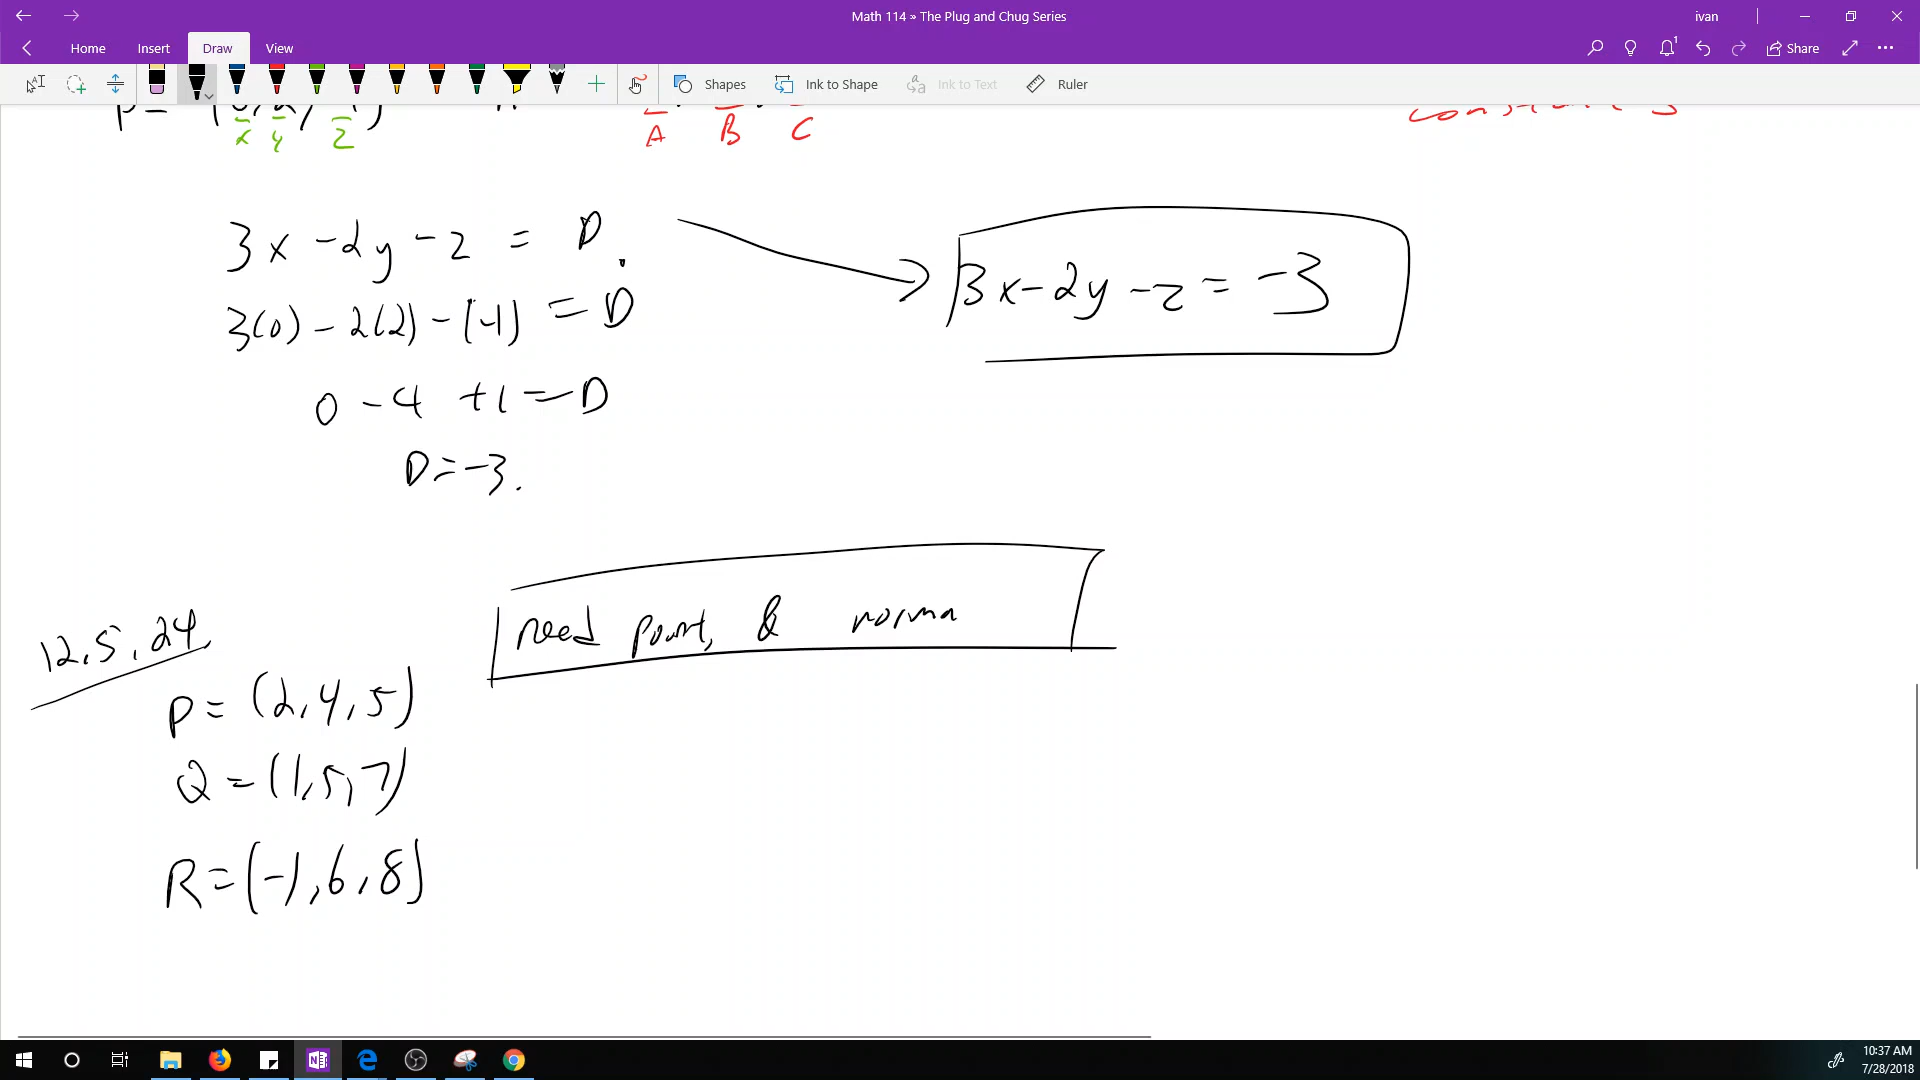 Math 114 » The Plug and Chug Series
ivan
Home Insert Draw View
1
Share
Shapes
Ink to Shape
Ink to Text
Ruler
x y z
A B C
3x - 2y - z = D.
3(0) - 2(2) - (-1) = D
0 - 4 + 1 = D
D = -3.
3x - 2y - z = -3
need point, & norma
12.5.24
P = (2, 4, 5)
Q = (1, 5, 7)
R = (-1, 6, 8)
10:37 AM
7/28/2018